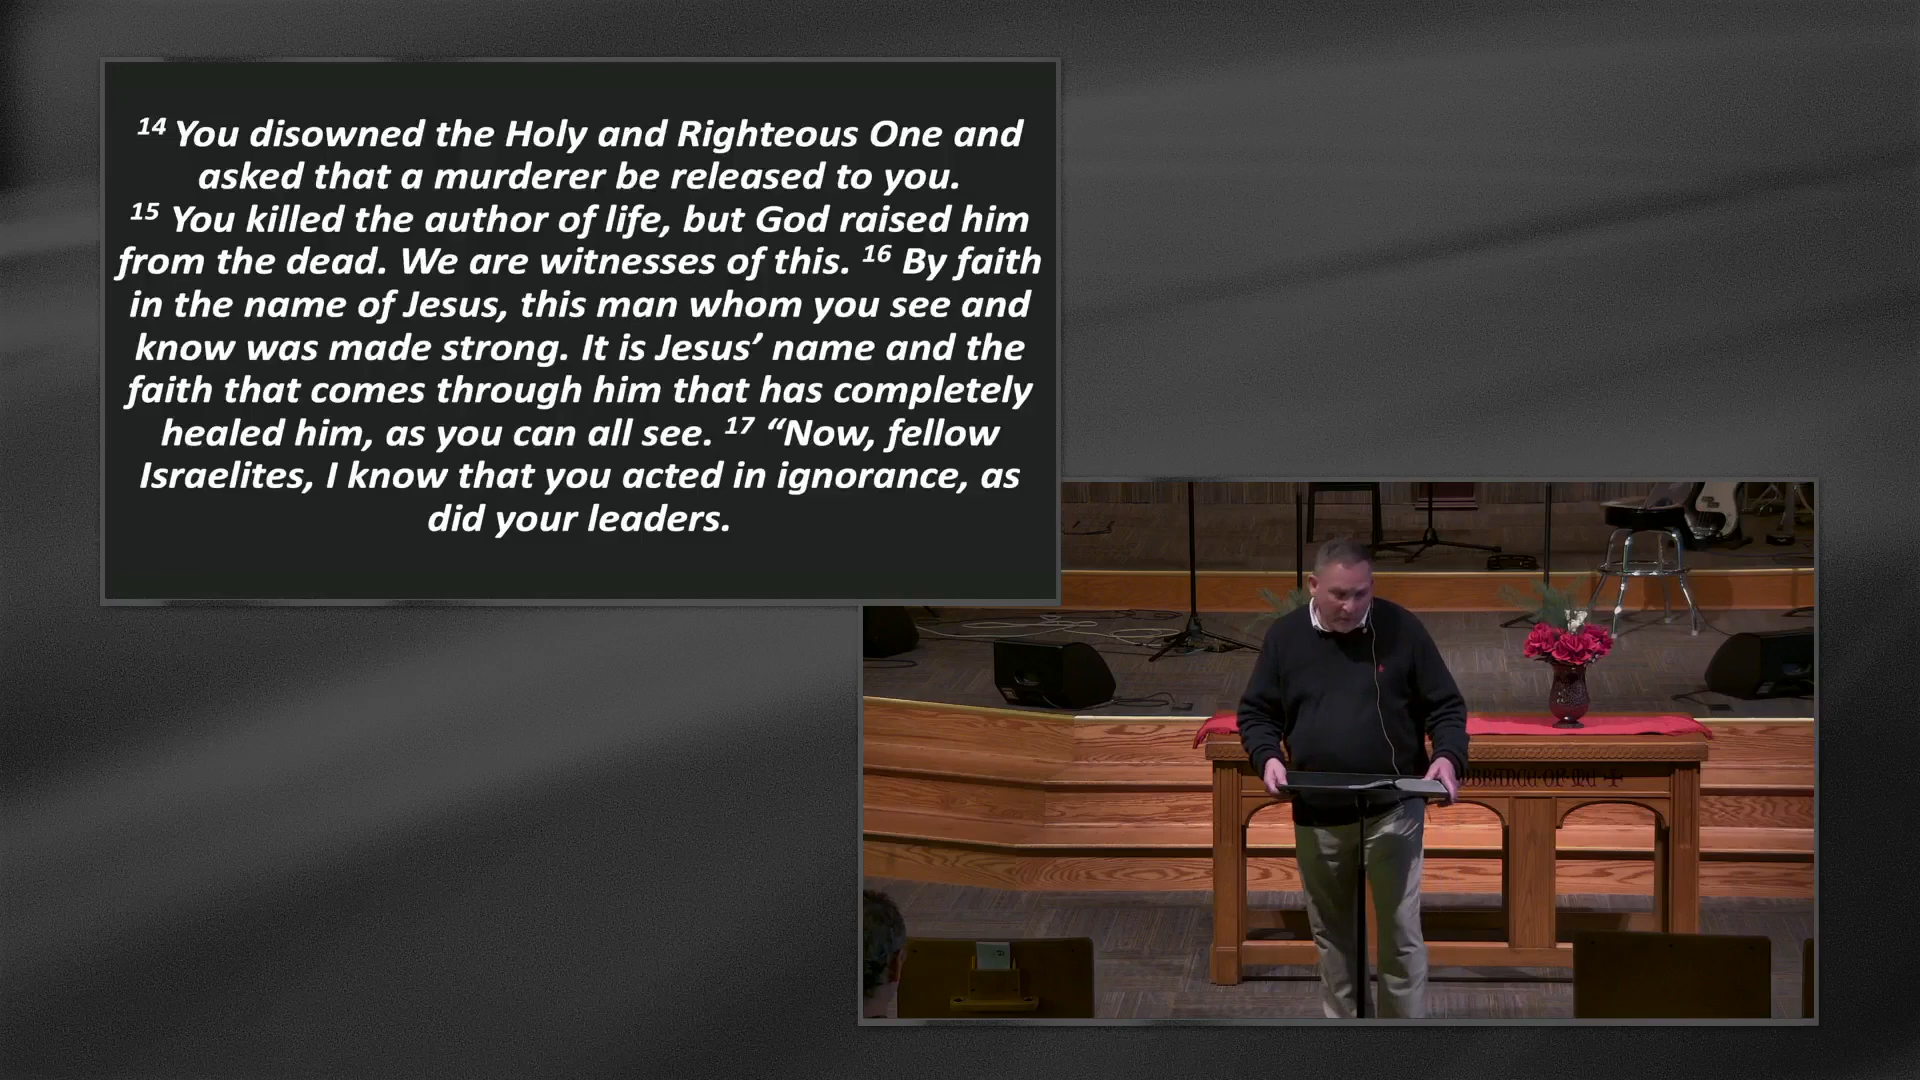 14 You disowned the Holy and Righteous One and
asked that a murderer be released to you.
15 You killed the author of life, but God raised him
from the dead. We are witnesses of this. 16 By faith
in the name of Jesus, this man whom you see and
know was made strong. It is Jesus’ name and the
faith that comes through him that has completely
healed him, as you can all see. 17 “Now, fellow
Israelites, I know that you acted in ignorance, as
did your leaders.
OF ME